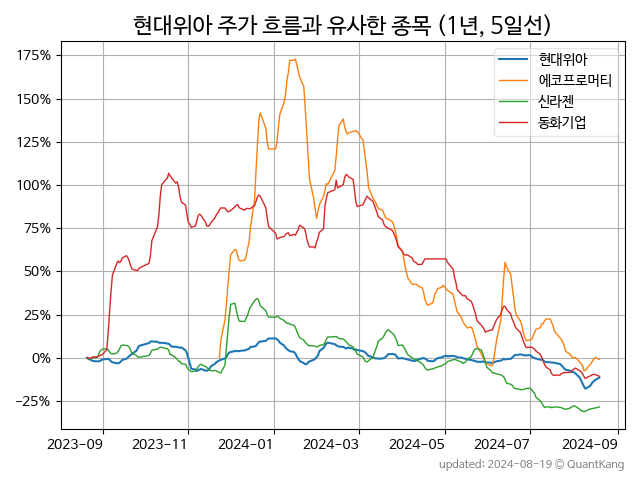 현대위아 주가 흐름과 유사한 종목 (1년, 5일선)
현대위아
에코프로머티
신라젠
동화기업
175%
150%
125%
100%
75%
50%
25%
0%
−25%
2023-09
2023-11
2024-01
2024-03
2024-05
2024-07
2024-09
updated: 2024-08-19 © QuantKang